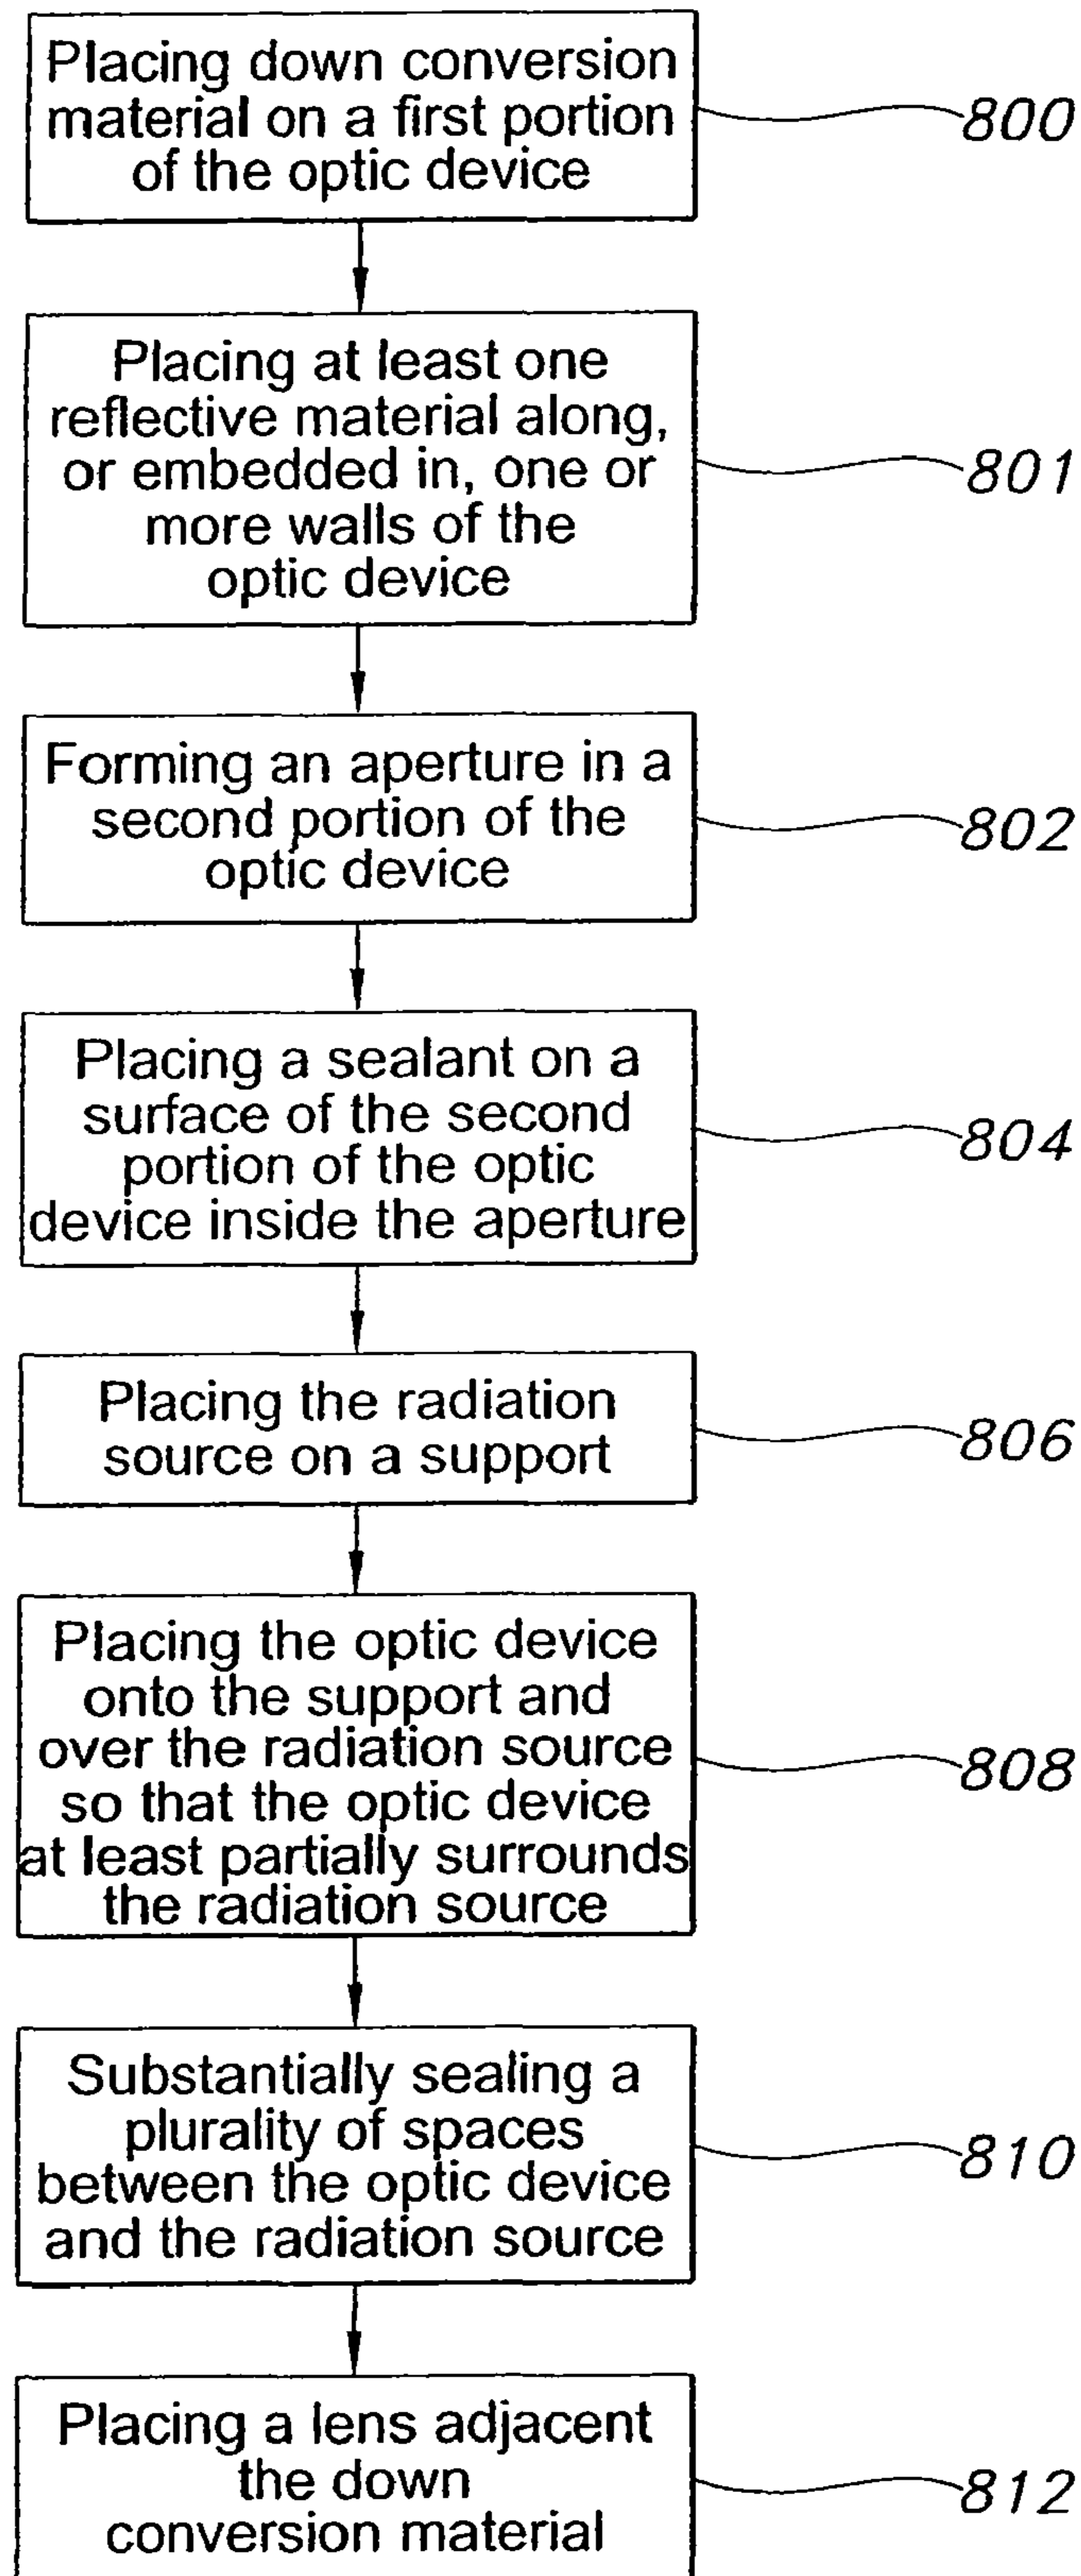 Placing down conversion
material on a first portion
of the optic device
800
Placing at least one
reflective material along,
or embedded in, one or
more walls of the
optic device
801
Forming an aperture in a
second portion of the
optic device
802
Placing a sealant on a
surface of the second
portion of the optic
device inside the aperture
804
Placing the radiation
source on a support
806
Placing the optic device
onto the support and
over the radiation source
so that the optic device
at least partially surrounds
the radiation source
808
Substantially sealing a
plurality of spaces
between the optic device
and the radiation source
810
Placing a lens adjacent
the down
conversion material
812